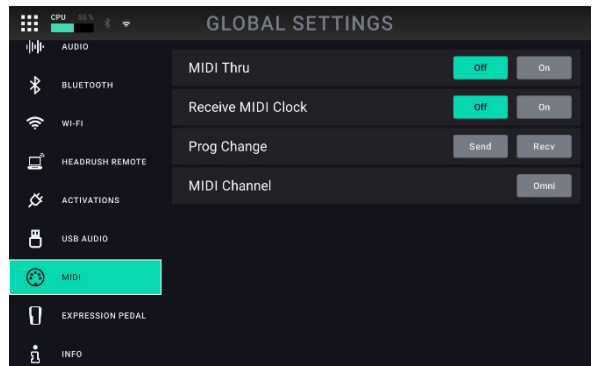 CPU 55 %
GLOBAL SETTINGS
AUDIO
BLUETOOTH
WI-FI
HEADRUSH REMOTE
ACTIVATIONS
USB AUDIO
MIDI
EXPRESSION PEDAL
INFO
MIDI Thru Off On
Receive MIDI Clock Off On
Prog Change Send Recv
MIDI Channel Omni